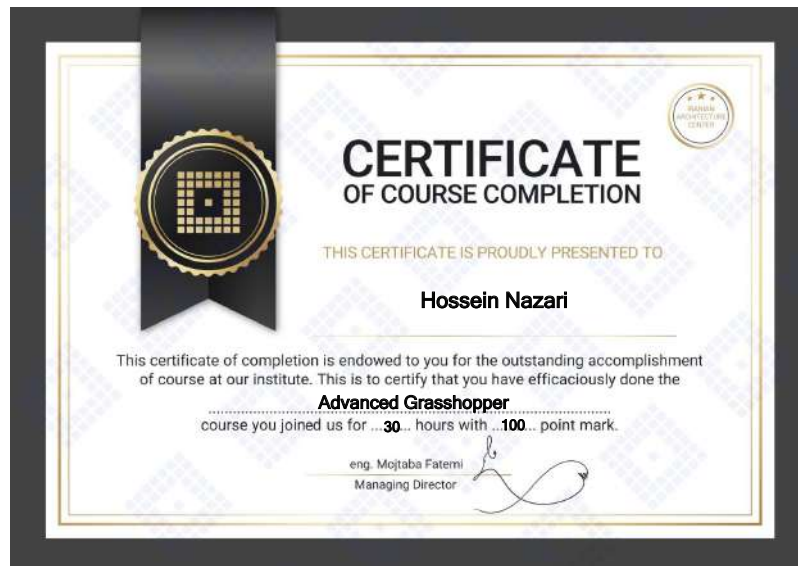 IRANIAN
ARCHITECTURE
CENTER
CERTIFICATE
OF COURSE COMPLETION
THIS CERTIFICATE IS PROUDLY PRESENTED TO
Hossein Nazari
This certificate of completion is endowed to you for the outstanding accomplishment
of course at our institute. This is to certify that you have efficaciously done the
Advanced Grasshopper
course you joined us for ...30... hours with ...100... point mark.
eng. Mojtaba Fatemi
Managing Director